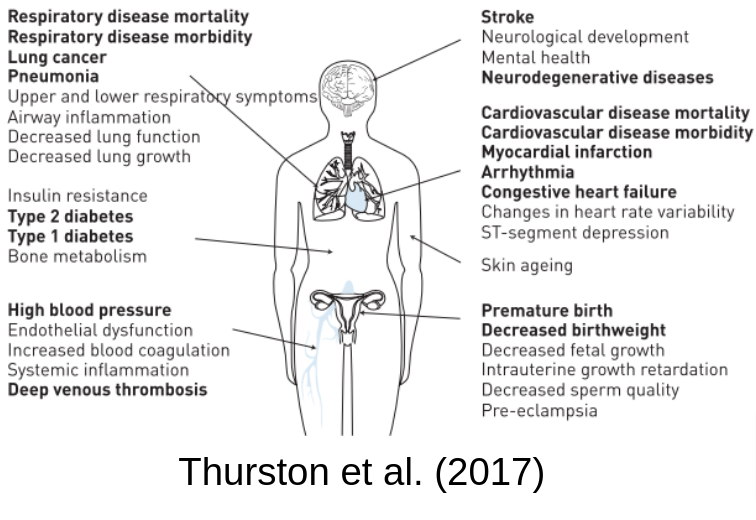 Respiratory disease mortality
Respiratory disease morbidity
Lung cancer
Pneumonia
Upper and lower respiratory symptoms
Airway inflammation
Decreased lung function
Decreased lung growth
Insulin resistance
Type 2 diabetes
Type 1 diabetes
Bone metabolism
High blood pressure
Endothelial dysfunction
Increased blood coagulation
Systemic inflammation
Deep venous thrombosis
Stroke
Neurological development
Mental health
Neurodegenerative diseases
Cardiovascular disease mortality
Cardiovascular disease morbidity
Myocardial infarction
Arrhythmia
Congestive heart failure
Changes in heart rate variability
ST-segment depression
Skin ageing
Premature birth
Decreased birthweight
Decreased fetal growth
Intrauterine growth retardation
Decreased sperm quality
Pre-eclampsia
Thurston et al. (2017)